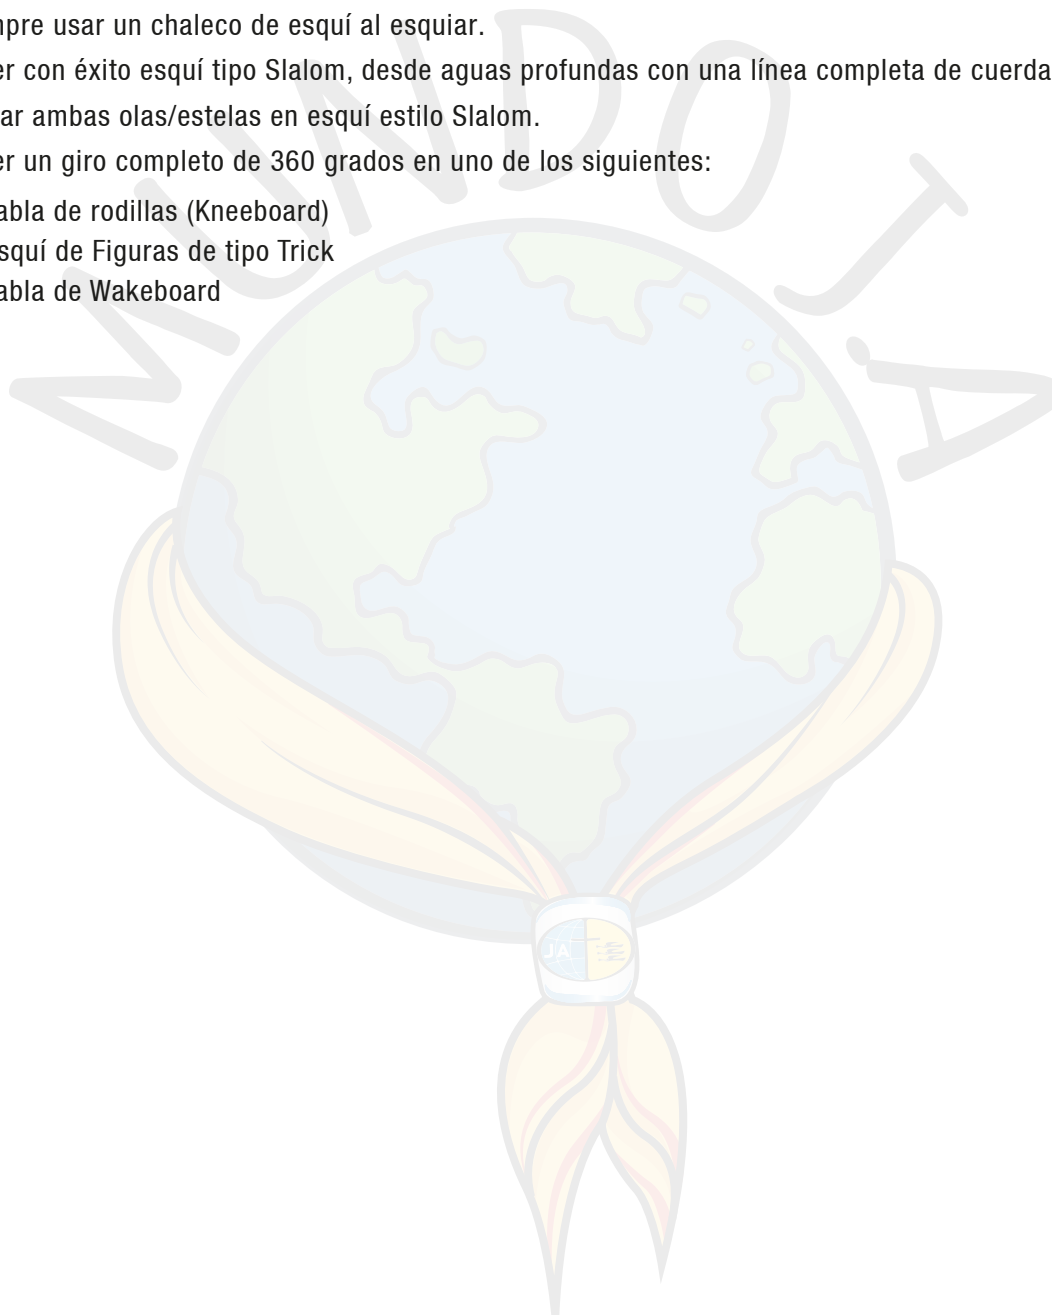 mpre usar un chaleco de esquí al esquiar.
er con éxito esquí tipo Slalom, desde aguas profundas con una línea completa de cuerda
ar ambas olas/estelas en esquí estilo Slalom.
er un giro completo de 360 grados en uno de los siguientes:
abla de rodillas (Kneeboard)
squí de Figuras de tipo Trick
abla de Wakeboard
MUNDO JÁ
JA